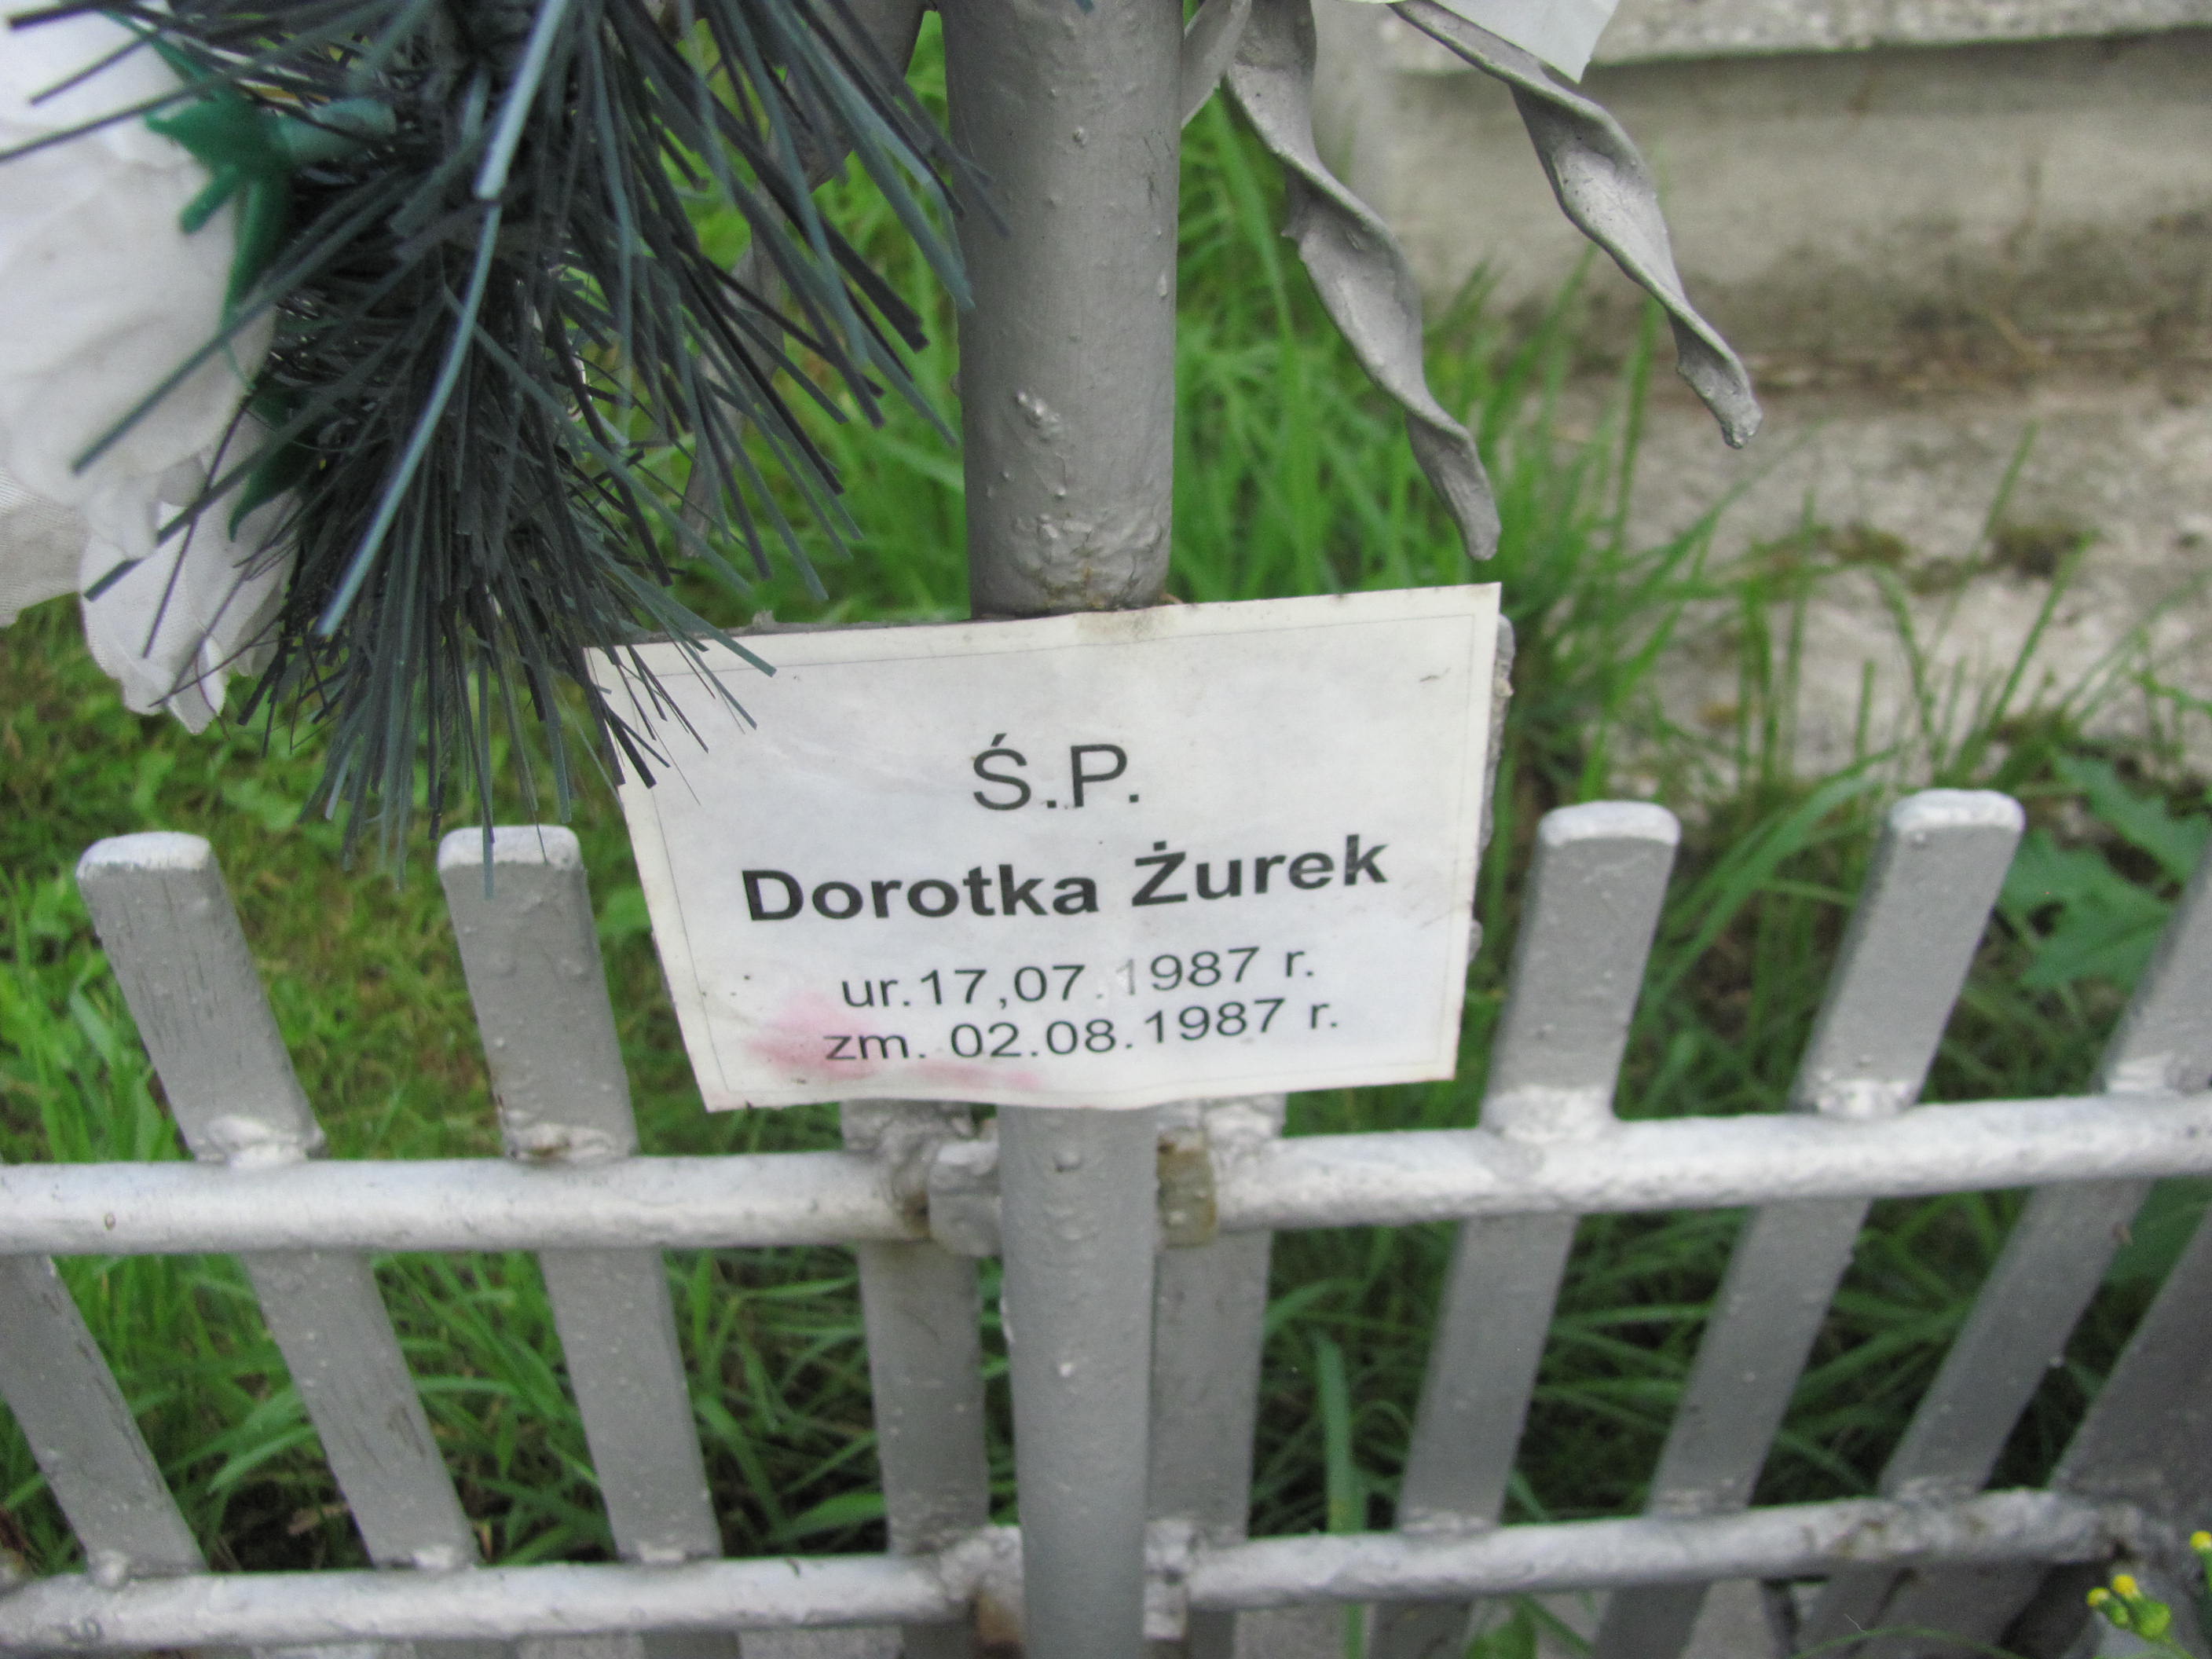 Ś.P.
Dorotka Żurek
ur.17,07.1987 r.
zm. 02.08.1987 r.